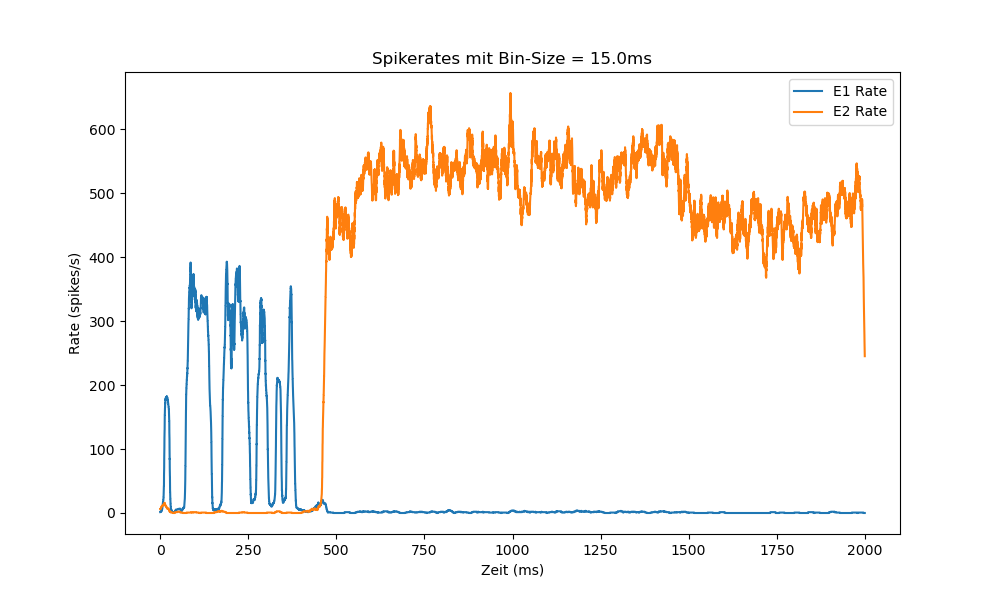 Spikerates mit Bin-Size = 15.0ms
E1 Rate
E2 Rate
Rate (spikes/s)
600
500
400
300
200
100
0
0 250 500 750 1000 1250 1500 1750 2000
Zeit (ms)